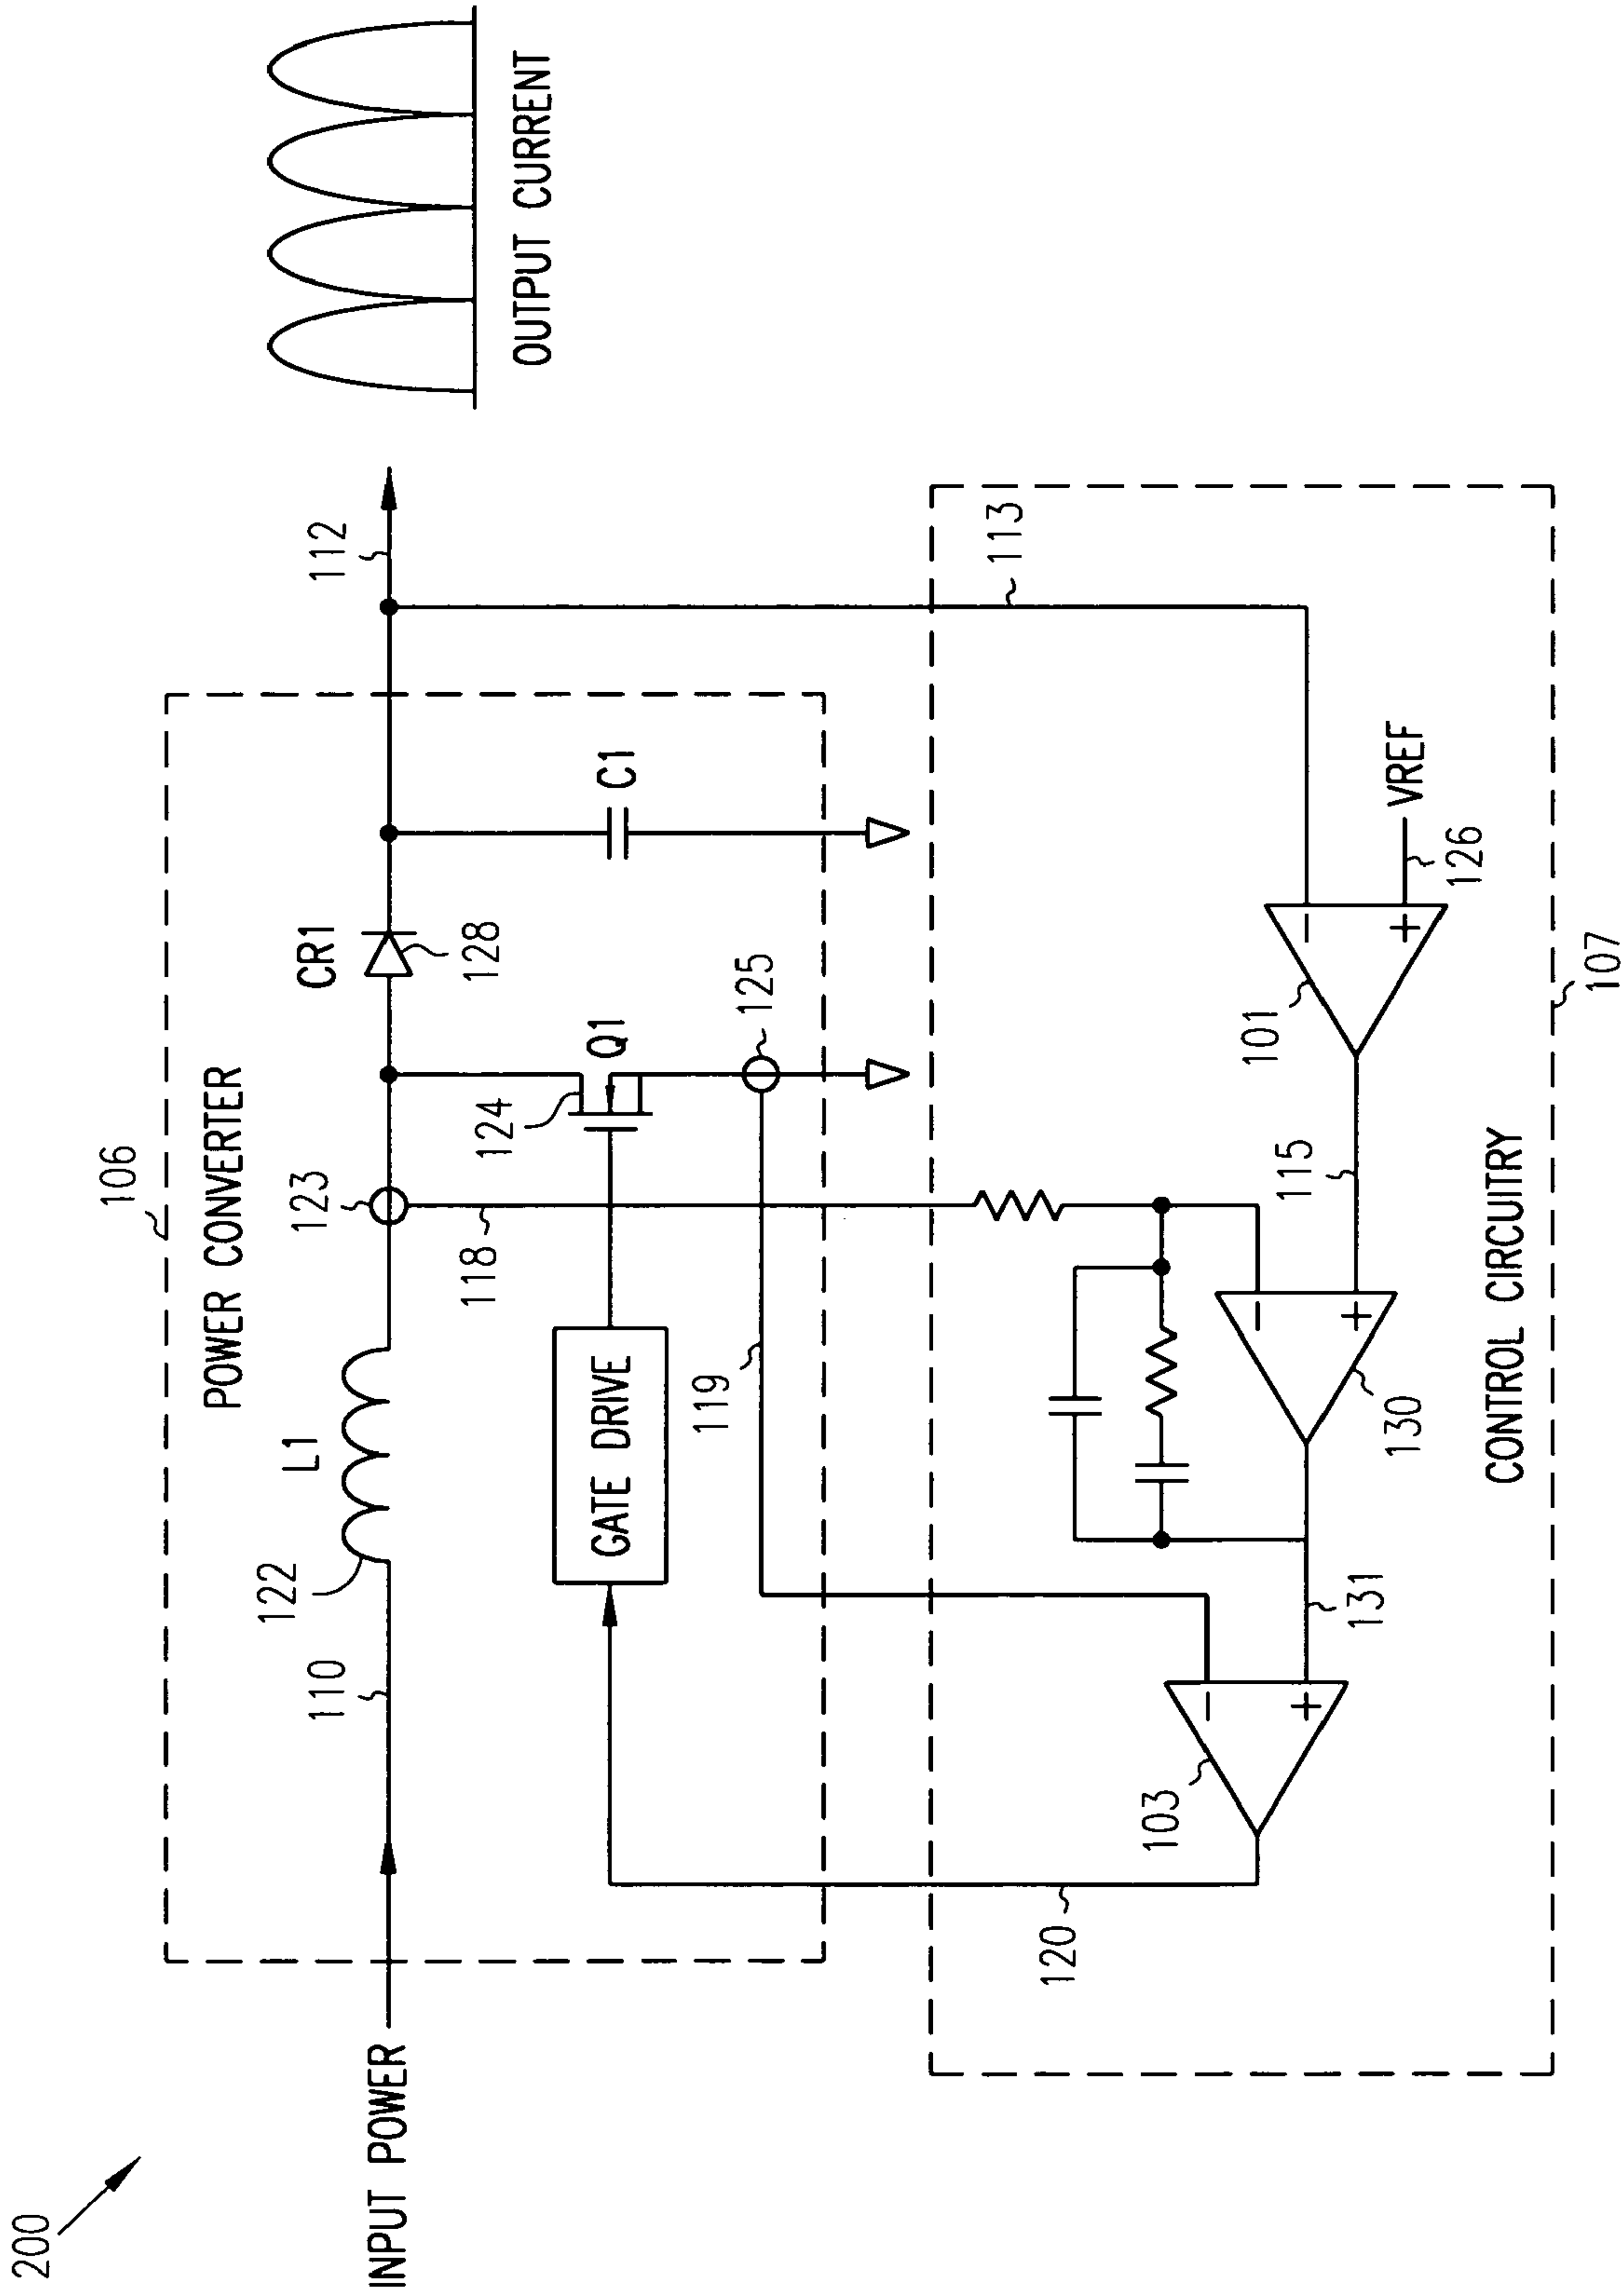 200
106
POWER CONVERTER
INPUT POWER
110
122
L1
123
CR1
128
112
OUTPUT CURRENT
GATE DRIVE
124
Q1
C1
118
119
125
113
120
103
-
+
131
130
-
+
115
101
-
+
126
VREF
CONTROL CIRCUITRY
107